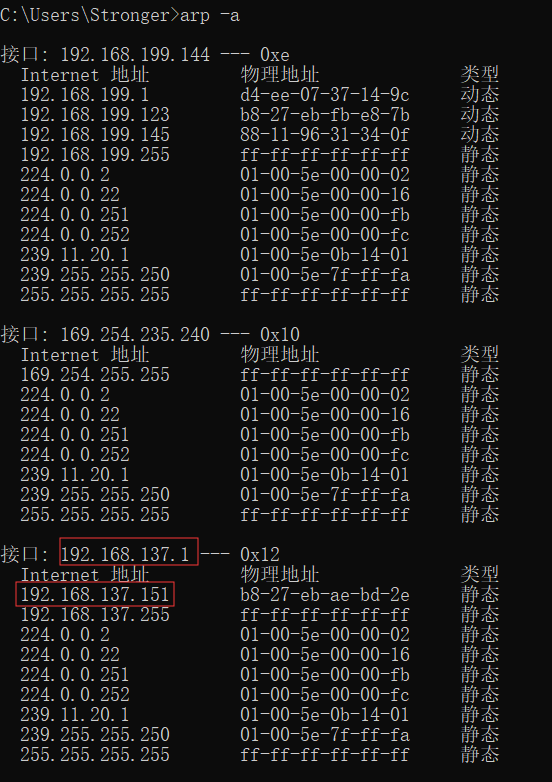 C:\Users\Stronger>arp -a
接口: 192.168.199.144 --- 0xe
Internet 地址 物理地址 类型
192.168.199.1 d4-ee-07-37-14-9c 动态
192.168.199.123 b8-27-eb-fb-e8-7b 动态
192.168.199.145 88-11-96-31-34-0f 动态
192.168.199.255 ff-ff-ff-ff-ff-ff 静态
224.0.0.2 01-00-5e-00-00-02 静态
224.0.0.22 01-00-5e-00-00-16 静态
224.0.0.251 01-00-5e-00-00-fb 静态
224.0.0.252 01-00-5e-00-00-fc 静态
239.11.20.1 01-00-5e-0b-14-01 静态
239.255.255.250 01-00-5e-7f-ff-fa 静态
255.255.255.255 ff-ff-ff-ff-ff-ff 静态
接口: 169.254.235.240 --- 0x10
Internet 地址 物理地址 类型
169.254.255.255 ff-ff-ff-ff-ff-ff 静态
224.0.0.2 01-00-5e-00-00-02 静态
224.0.0.22 01-00-5e-00-00-16 静态
224.0.0.251 01-00-5e-00-00-fb 静态
224.0.0.252 01-00-5e-00-00-fc 静态
239.11.20.1 01-00-5e-0b-14-01 静态
239.255.255.250 01-00-5e-7f-ff-fa 静态
255.255.255.255 ff-ff-ff-ff-ff-ff 静态
接口: 192.168.137.1 --- 0x12
Internet 地址 物理地址 类型
192.168.137.151 b8-27-eb-ae-bd-2e 静态
192.168.137.255 ff-ff-ff-ff-ff-ff 静态
224.0.0.2 01-00-5e-00-00-02 静态
224.0.0.22 01-00-5e-00-00-16 静态
224.0.0.251 01-00-5e-00-00-fb 静态
224.0.0.252 01-00-5e-00-00-fc 静态
239.11.20.1 01-00-5e-0b-14-01 静态
239.255.255.250 01-00-5e-7f-ff-fa 静态
255.255.255.255 ff-ff-ff-ff-ff-ff 静态